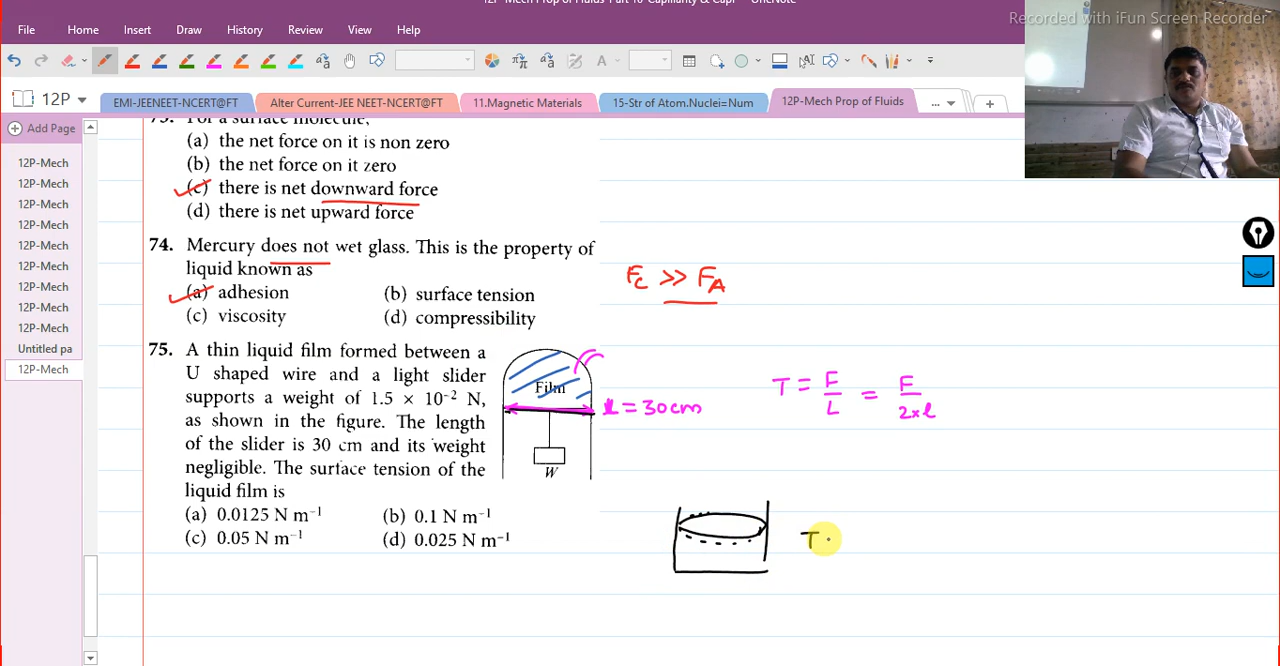 12P-Mech Prop of Fluids-Part 10-Capillarity & Capi - OneNote
Recorded with iFun Screen Recorder
File Home Insert Draw History Review View Help
12P
EMI-JEENEET-NCERT@FT
Alter Current-JEE NEET-NCERT@FT
11.Magnetic Materials
15-Str of Atom.Nuclei=Num
12P-Mech Prop of Fluids
...
Add Page
12P-Mech
12P-Mech
12P-Mech
12P-Mech
12P-Mech
12P-Mech
12P-Mech
12P-Mech
12P-Mech
Untitled pa
12P-Mech
73. For a surface molecule,
(a) the net force on it is non zero
(b) the net force on it zero
(c) there is net downward force
(d) there is net upward force
74. Mercury does not wet glass. This is the property of
liquid known as
(a) adhesion (b) surface tension
(c) viscosity (d) compressibility
F_C >> F_A
75. A thin liquid film formed between a
U shaped wire and a light slider
supports a weight of 1.5 × 10⁻² N,
as shown in the figure. The length
of the slider is 30 cm and its weight
negligible. The surface tension of the
liquid film is
(a) 0.0125 N m⁻¹ (b) 0.1 N m⁻¹
(c) 0.05 N m⁻¹ (d) 0.025 N m⁻¹
Film
W
l = 30cm
T = F/L = F/2×l
T